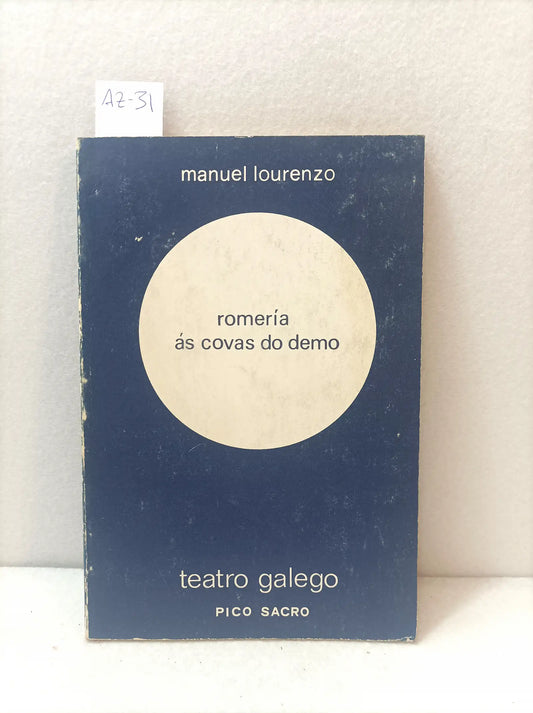 AZ-31
manuel lourenzo
romería
ás covas do demo
teatro galego
PICO SACRO